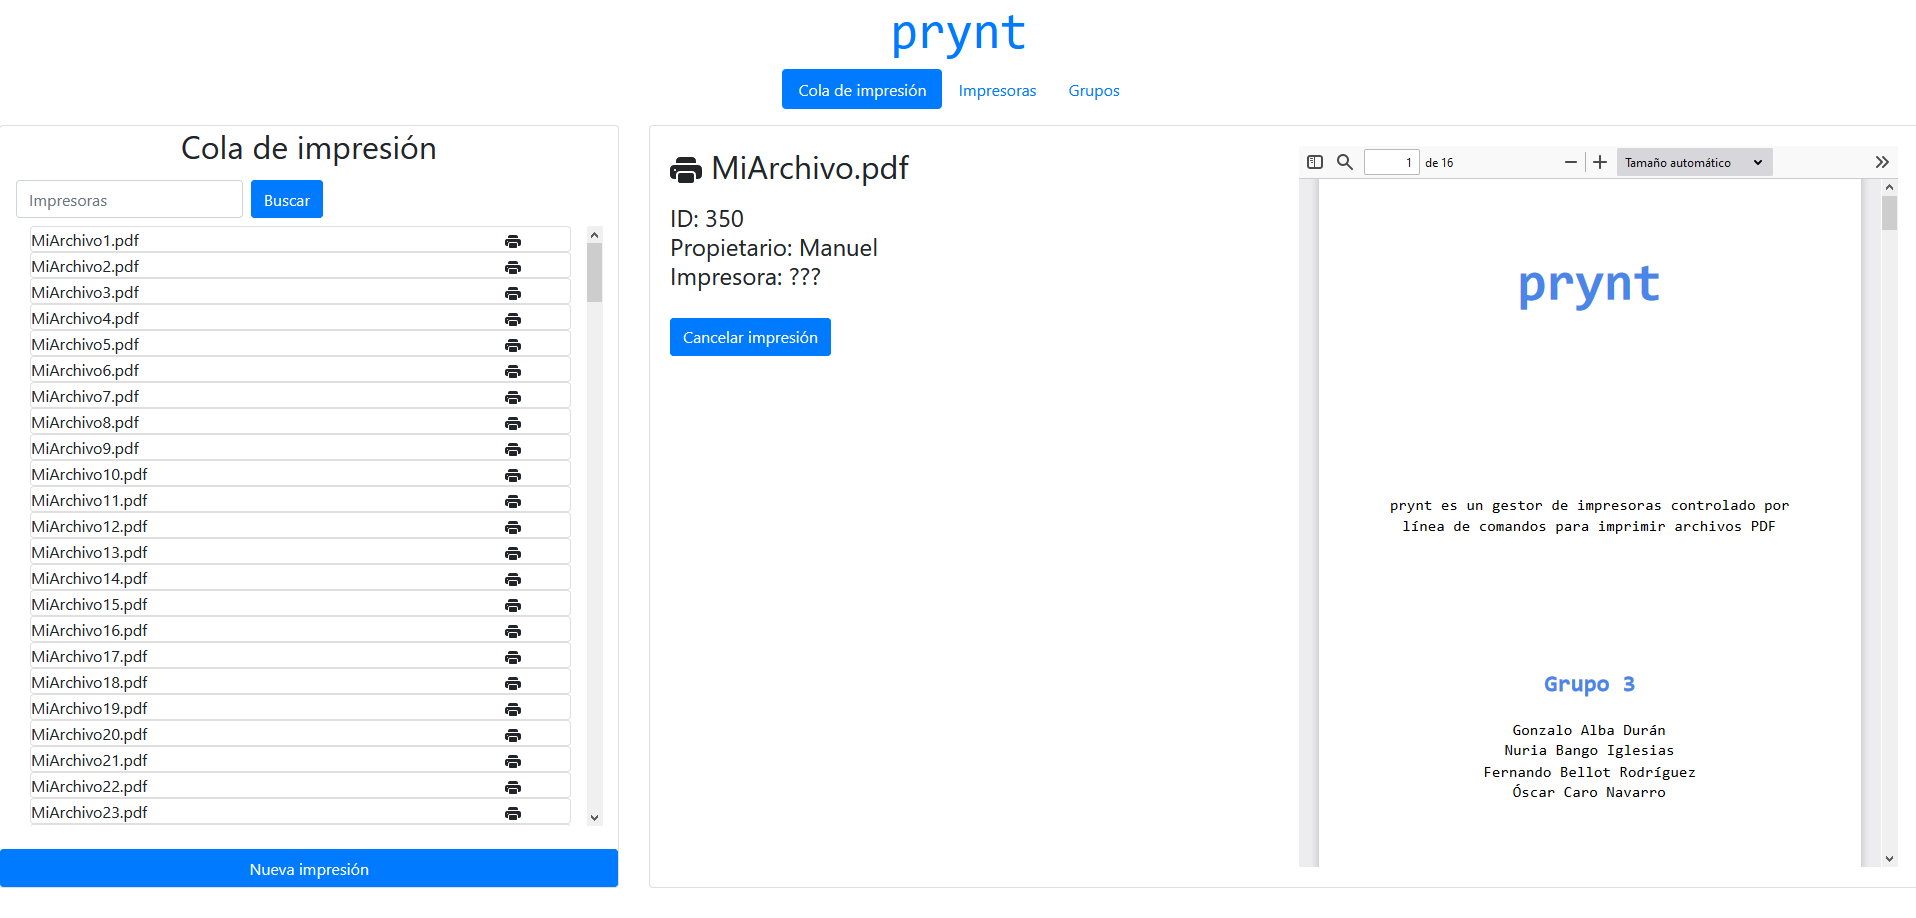 prynt
Cola de impresión
Impresoras
Grupos
Cola de impresión
Impresoras
Buscar
MiArchivo1.pdf
MiArchivo2.pdf
MiArchivo3.pdf
MiArchivo4.pdf
MiArchivo5.pdf
MiArchivo6.pdf
MiArchivo7.pdf
MiArchivo8.pdf
MiArchivo9.pdf
MiArchivo10.pdf
MiArchivo11.pdf
MiArchivo12.pdf
MiArchivo13.pdf
MiArchivo14.pdf
MiArchivo15.pdf
MiArchivo16.pdf
MiArchivo17.pdf
MiArchivo18.pdf
MiArchivo19.pdf
MiArchivo20.pdf
MiArchivo21.pdf
MiArchivo22.pdf
MiArchivo23.pdf
Nueva impresión
MiArchivo.pdf
ID: 350
Propietario: Manuel
Impresora: ???
Cancelar impresión
1 de 16
Tamaño automático
prynt
prynt es un gestor de impresoras controlado por
línea de comandos para imprimir archivos PDF
Grupo 3
Gonzalo Alba Durán
Nuria Bango Iglesias
Fernando Bellot Rodríguez
Óscar Caro Navarro